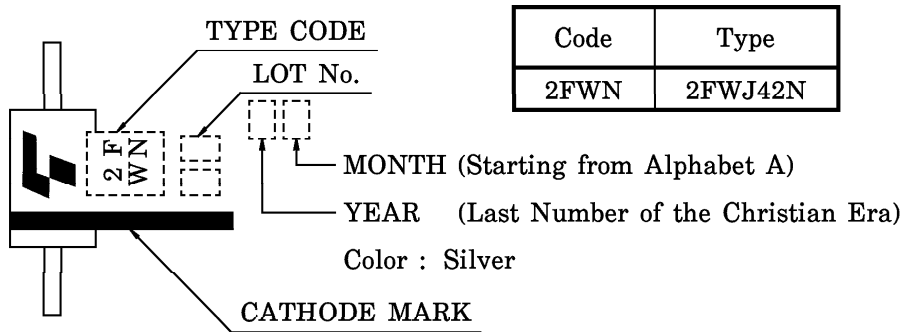 TYPE CODE
LOT No.
2 F
WN
MONTH (Starting from Alphabet A)
YEAR (Last Number of the Christian Era)
Color : Silver
CATHODE MARK
Code Type
2FWN 2FWJ42N